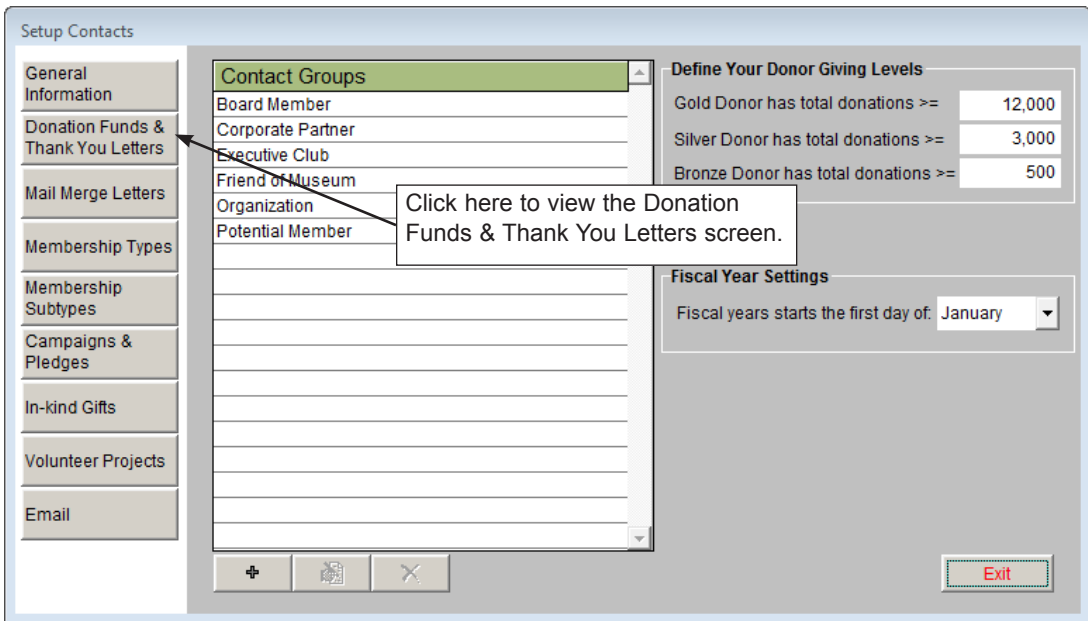 Setup Contacts
General
Information
Donation Funds &
Thank You Letters
Mail Merge Letters
Membership Types
Membership
Subtypes
Campaigns &
Pledges
In-kind Gifts
Volunteer Projects
Email
Contact Groups
Board Member
Corporate Partner
Executive Club
Friend of Museum
Organization
Potential Member
Click here to view the Donation
Funds & Thank You Letters screen.
Define Your Donor Giving Levels
Gold Donor has total donations >= 12,000
Silver Donor has total donations >= 3,000
Bronze Donor has total donations >= 500
Fiscal Year Settings
Fiscal years starts the first day of: January
Exit